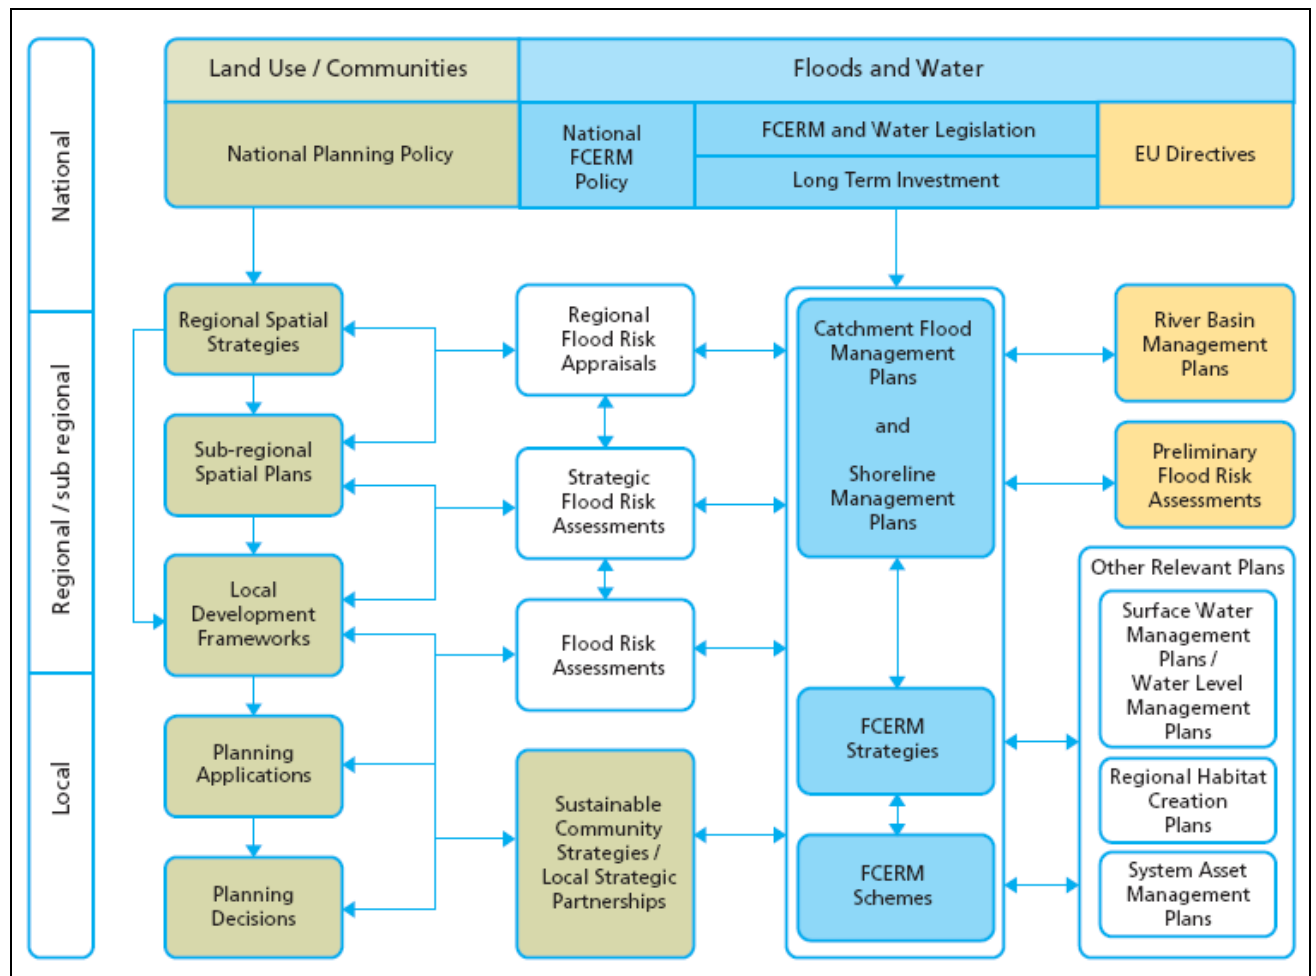 Land Use / Communities
Floods and Water
National
National Planning Policy
National
FCERM
Policy
FCERM and Water Legislation
Long Term Investment
EU Directives
Regional / sub regional
Regional Spatial
Strategies
Regional
Flood Risk
Appraisals
Catchment Flood
Management
Plans
and
Shoreline
Management
Plans
River Basin
Management
Plans
Sub-regional
Spatial Plans
Strategic
Flood Risk
Assessments
Preliminary
Flood Risk
Assessments
Local
Development
Frameworks
Flood Risk
Assessments
Other Relevant Plans
Surface Water
Management
Plans /
Water Level
Management
Plans
Local
Planning
Applications
Sustainable
Community
Strategies /
Local Strategic
Partnerships
FCERM
Strategies
Regional Habitat
Creation
Plans
Planning
Decisions
FCERM
Schemes
System Asset
Management
Plans